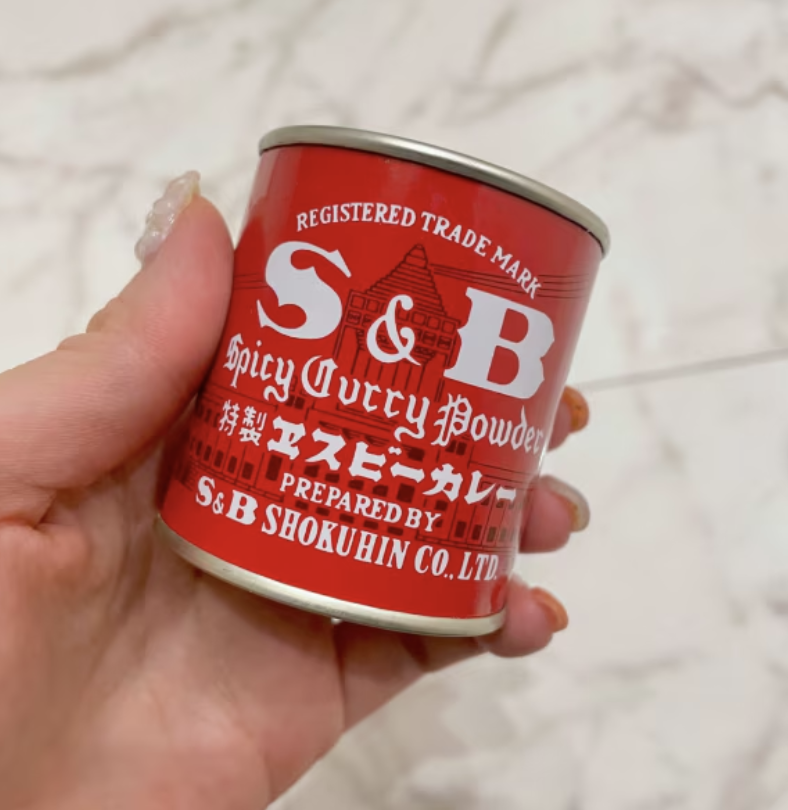 REGISTERED TRADE MARK
S & B
Spicy Curry Powder
特製 ヱスビーカレー
PREPARED BY
S&B SHOKUHIN CO., LTD.